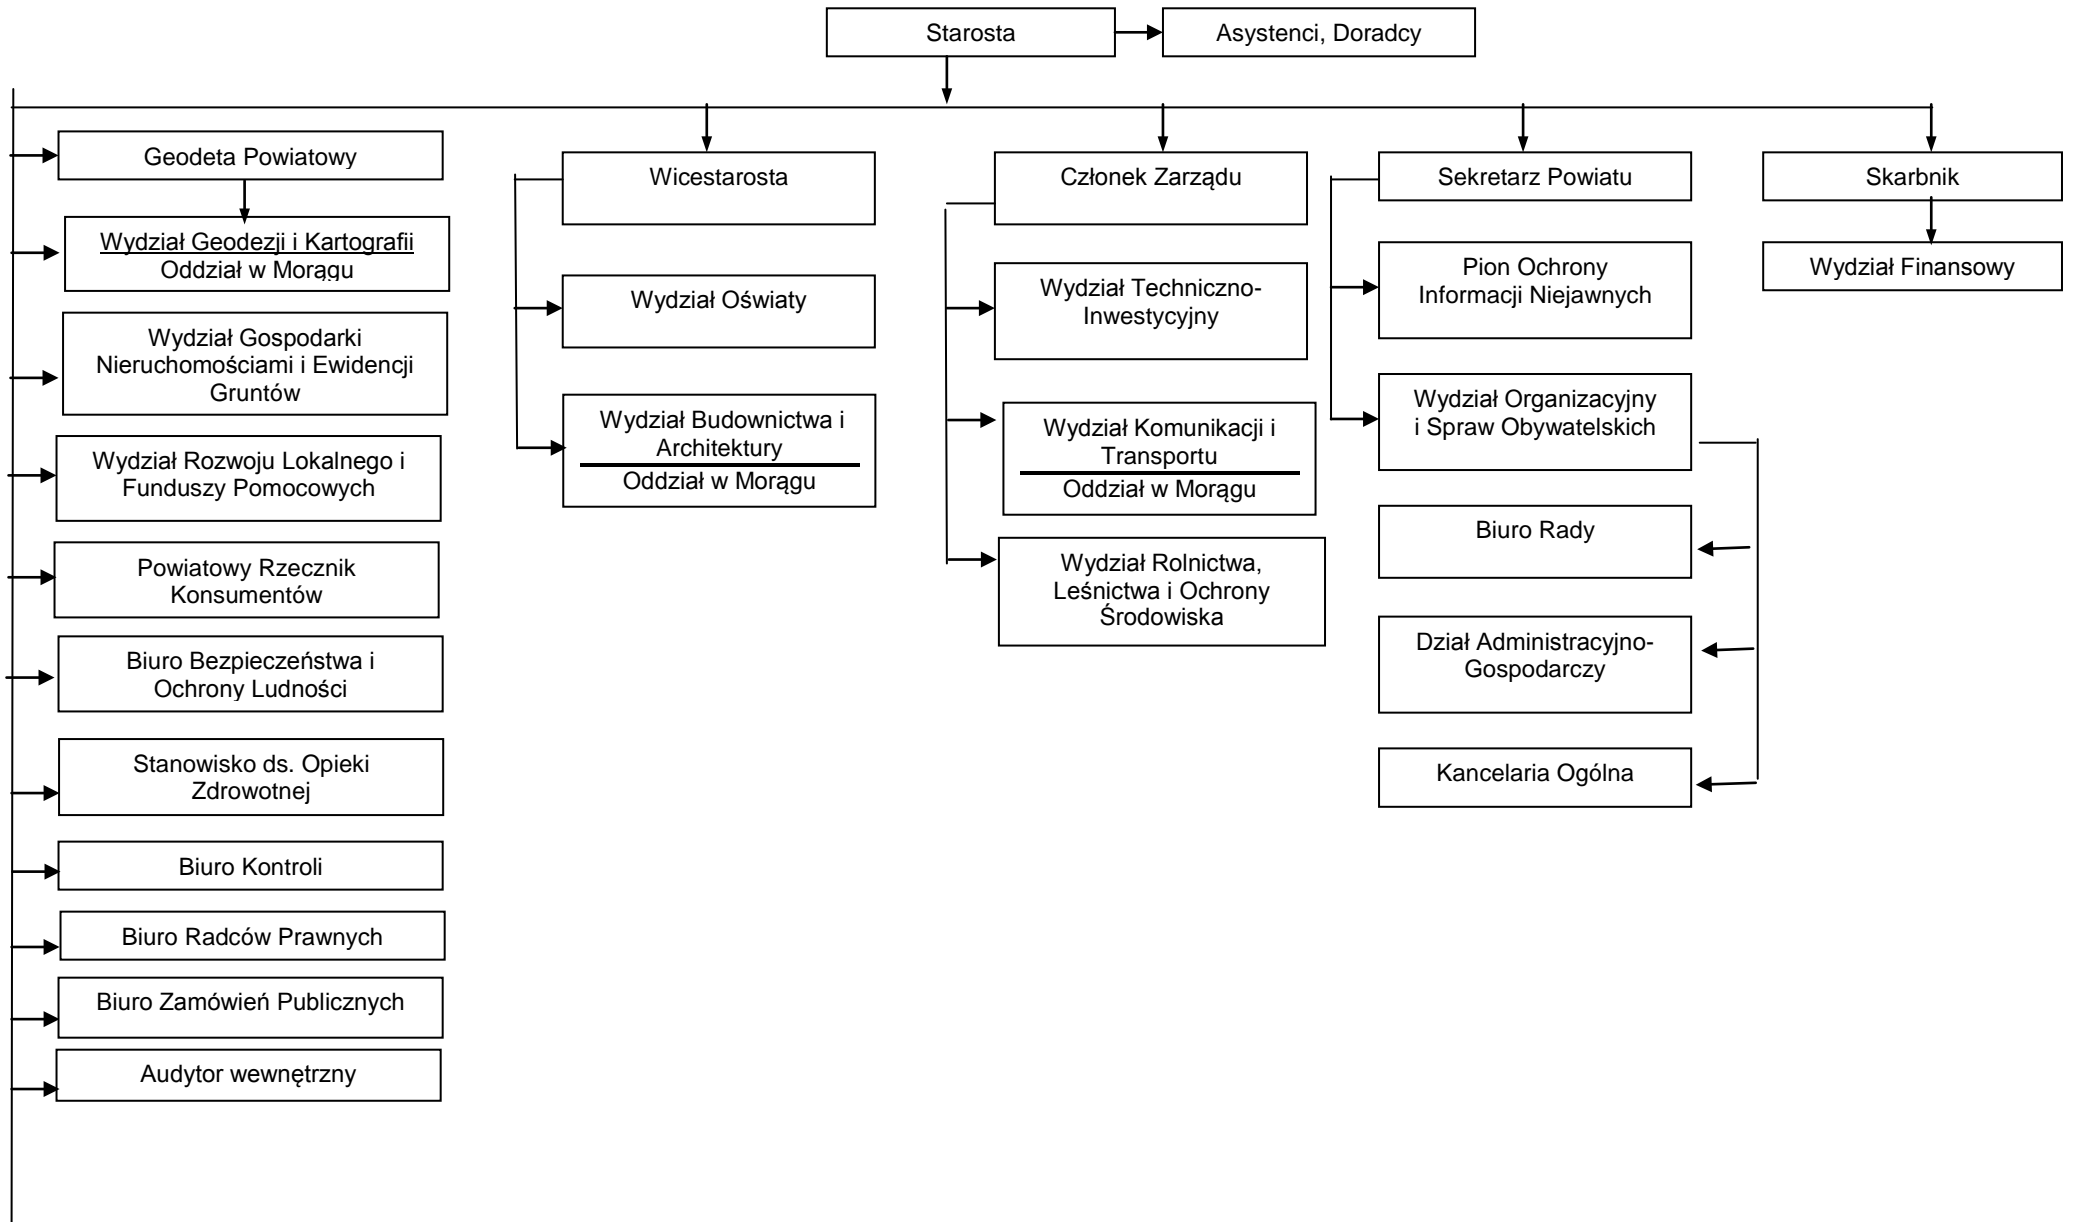 Starosta
Asystenci, Doradcy
Geodeta Powiatowy
Wydział Geodezji i Kartografii
Oddział w Morągu
Wydział Gospodarki
Nieruchomościami i Ewidencji
Gruntów
Wydział Rozwoju Lokalnego i
Funduszy Pomocowych
Powiatowy Rzecznik
Konsumentów
Biuro Bezpieczeństwa i
Ochrony Ludności
Stanowisko ds. Opieki
Zdrowotnej
Biuro Kontroli
Biuro Radców Prawnych
Biuro Zamówień Publicznych
Audytor wewnętrzny
Wicestarosta
Wydział Oświaty
Wydział Budownictwa i
Architektury
Oddział w Morągu
Członek Zarządu
Wydział Techniczno-
Inwestycyjny
Wydział Komunikacji i
Transportu
Oddział w Morągu
Wydział Rolnictwa,
Leśnictwa i Ochrony
Środowiska
Sekretarz Powiatu
Pion Ochrony
Informacji Niejawnych
Wydział Organizacyjny
i Spraw Obywatelskich
Biuro Rady
Dział Administracyjno-
Gospodarczy
Kancelaria Ogólna
Skarbnik
Wydział Finansowy